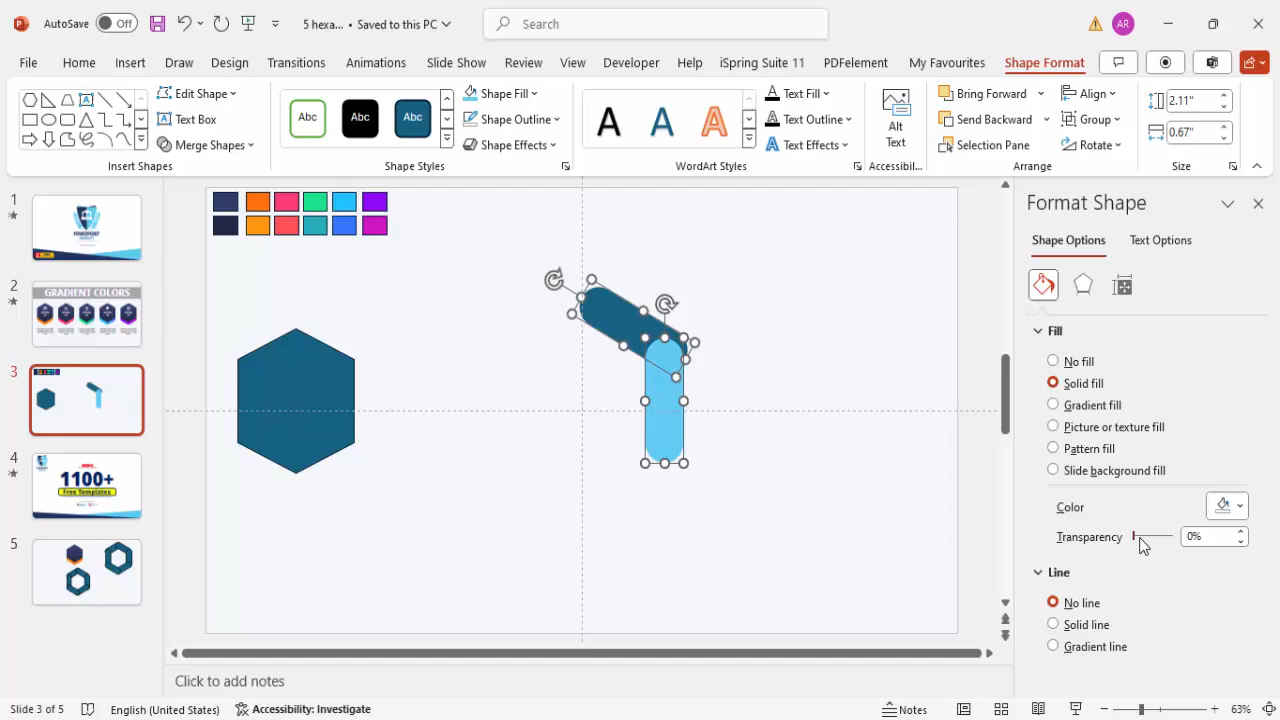 AutoSave Off 5 hexa... • Saved to this PC Search AR
File Home Insert Draw Design Transitions Animations Slide Show Review View Developer Help iSpring Suite 11 PDFelement My Favourites Shape Format
Edit Shape
Text Box
Merge Shapes
Insert Shapes
Abc Abc Abc
Shape Fill
Shape Outline
Shape Effects
Shape Styles
A A A
Text Fill
Text Outline
Text Effects
WordArt Styles
Alt
Text
Accessibil...
Bring Forward
Send Backward
Selection Pane
Align
Group
Rotate
Arrange
2.11"
0.67"
Size
1
2
GRADIENT COLORS
3
4
1100+
Free Templates
5
Format Shape
Shape Options Text Options
Fill
No fill
Solid fill
Gradient fill
Picture or texture fill
Pattern fill
Slide background fill
Color
Transparency 0%
Line
No line
Solid line
Gradient line
Click to add notes
Slide 3 of 5 English (United States) Accessibility: Investigate Notes 63%